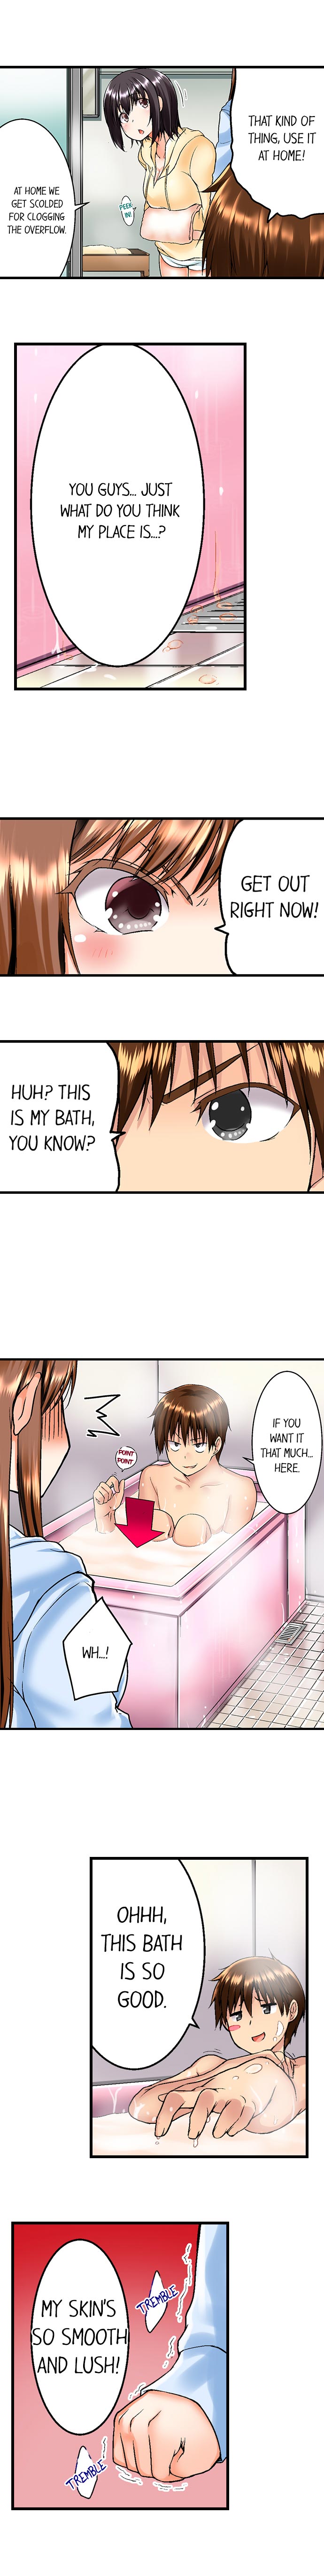 THAT KIND OF
THING, USE IT
AT HOME!
PEEK
IN!
AT HOME WE
GET SCOLDED
FOR CLOGGING
THE OVERFLOW.
YOU GUYS... JUST
WHAT DO YOU THINK
MY PLACE IS...?
GET OUT
RIGHT NOW!
HUH? THIS
IS MY BATH,
YOU KNOW?
IF YOU
WANT IT
THAT MUCH...
HERE.
POINT
POINT
WH...!
OHHH,
THIS BATH
IS SO
GOOD.
MY SKIN'S
SO SMOOTH
AND LUSH!
TREMBLE
TREMBLE